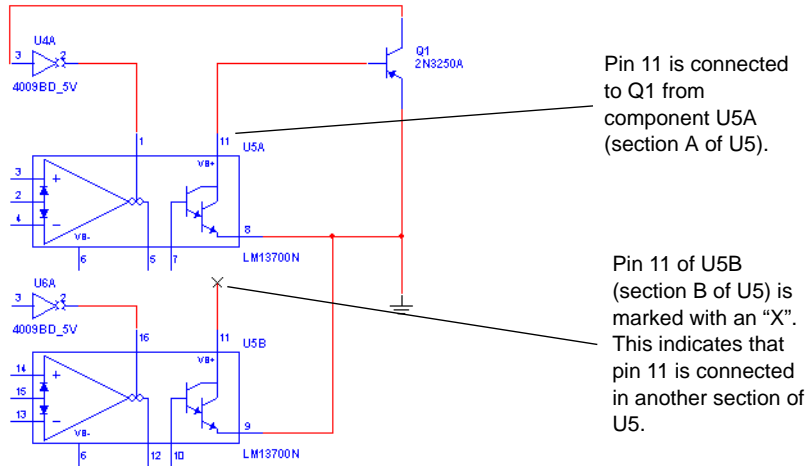 U4A
3
2
4009BD_5V
Q1
2N3250A
Pin 11 is connected
to Q1 from
component U5A
(section A of U5).
1
11
U5A
VB+
3
+
2
4
−
VB-
8
6
5
7
LM13700N
U6A
3
2
4009BD_5V
Pin 11 of U5B
(section B of U5) is
marked with an “X”.
This indicates that
pin 11 is connected
in another section of
U5.
X
16
11
U5B
VB+
14
+
15
13
−
VB-
9
6
12
10
LM13700N